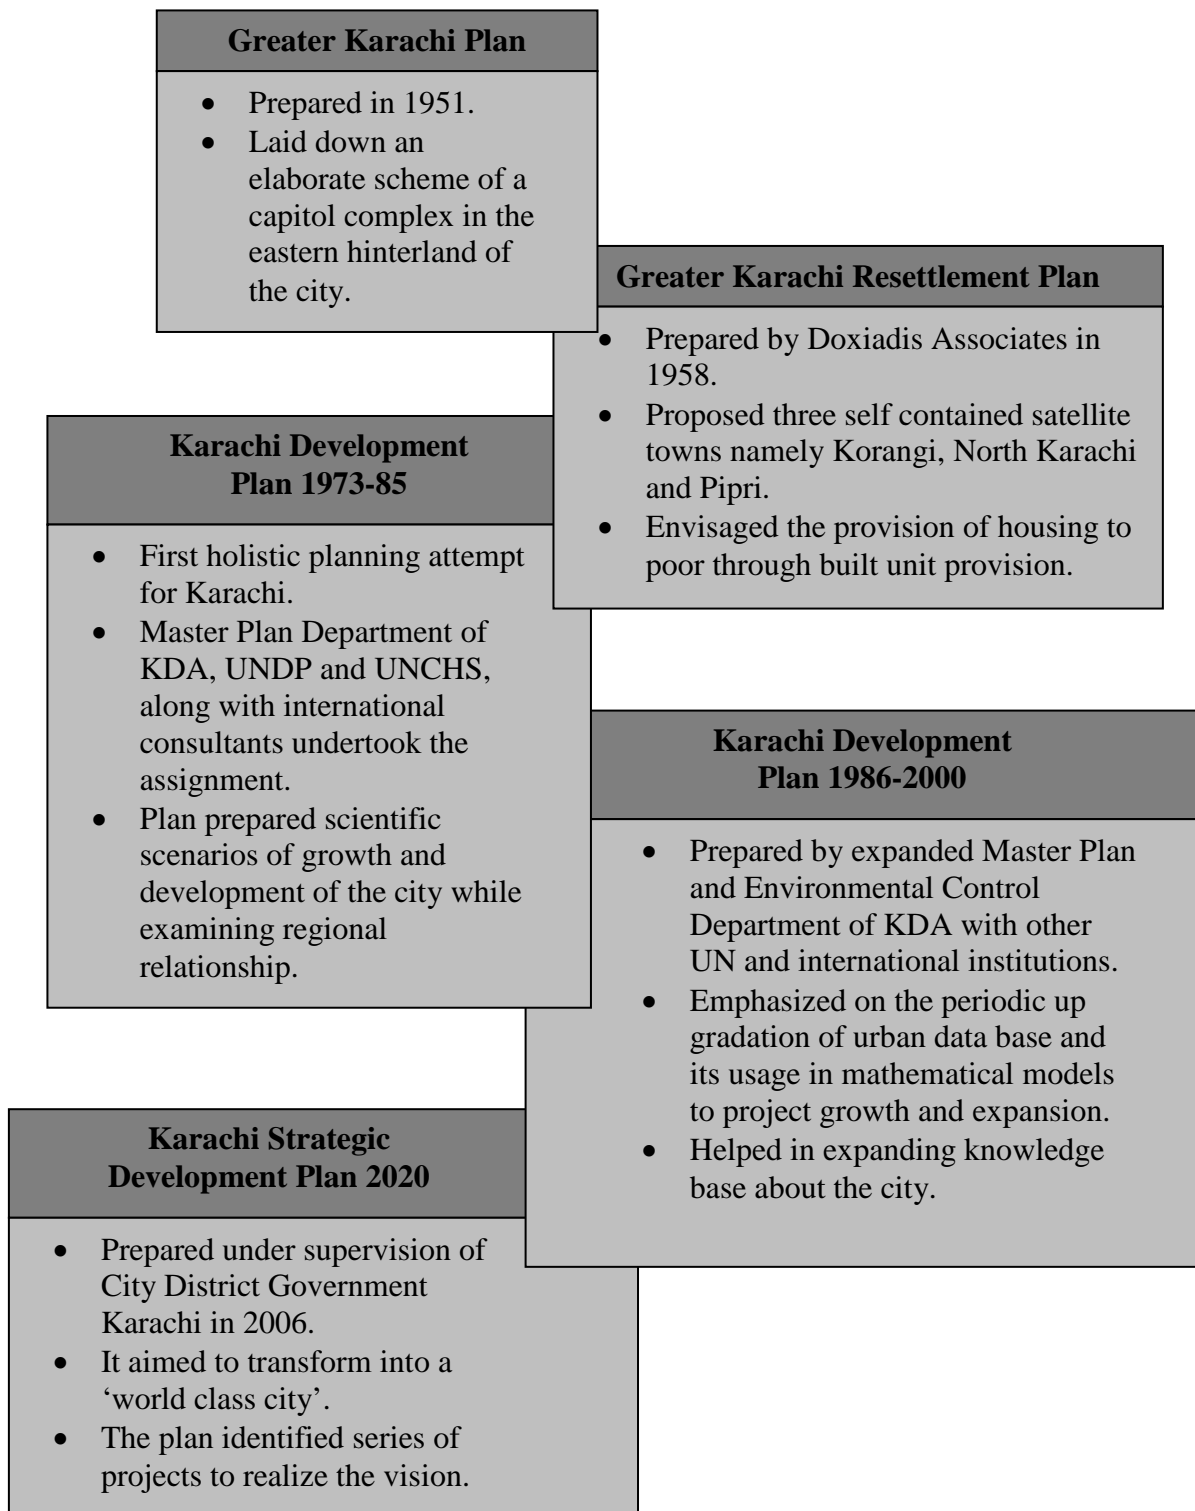 Greater Karachi Plan
• Prepared in 1951.
• Laid down an
elaborate scheme of a
capitol complex in the
eastern hinterland of
the city.
Greater Karachi Resettlement Plan
• Prepared by Doxiadis Associates in
1958.
• Proposed three self contained satellite
towns namely Korangi, North Karachi
and Pipri.
• Envisaged the provision of housing to
poor through built unit provision.
Karachi Development
Plan 1973-85
• First holistic planning attempt
for Karachi.
• Master Plan Department of
KDA, UNDP and UNCHS,
along with international
consultants undertook the
assignment.
• Plan prepared scientific
scenarios of growth and
development of the city while
examining regional
relationship.
Karachi Development
Plan 1986-2000
• Prepared by expanded Master Plan
and Environmental Control
Department of KDA with other
UN and international institutions.
• Emphasized on the periodic up
gradation of urban data base and
its usage in mathematical models
to project growth and expansion.
• Helped in expanding knowledge
base about the city.
Karachi Strategic
Development Plan 2020
• Prepared under supervision of
City District Government
Karachi in 2006.
• It aimed to transform into a
‘world class city’.
• The plan identified series of
projects to realize the vision.